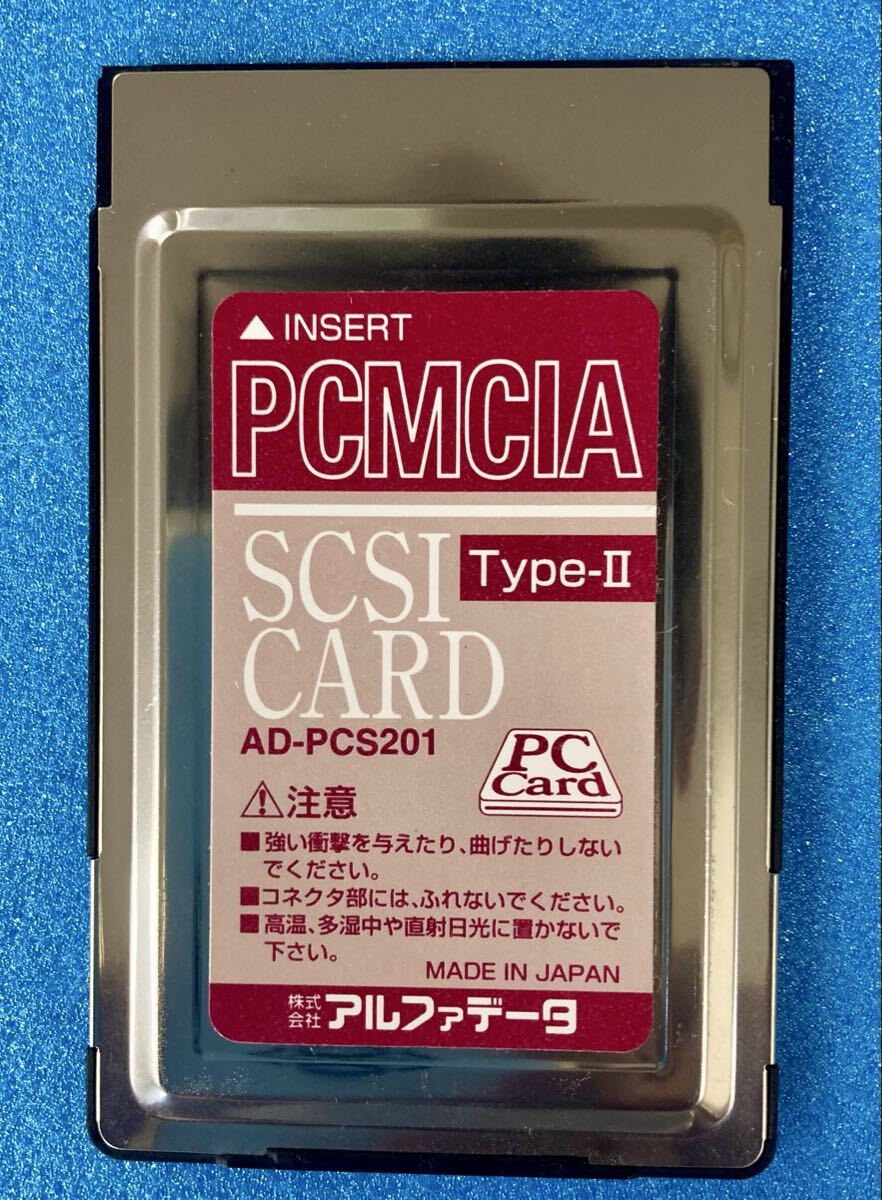 ▲ INSERT
PCMCIA
SCSI
Type-II
CARD
AD-PCS201
PC
Card
⚠注意
■強い衝撃を与えたり、曲げたりしない
でください。
■コネクタ部には、ふれないでください。
■高温、多湿中や直射日光に置かないで
下さい。
MADE IN JAPAN
株式会社 アルファデータ